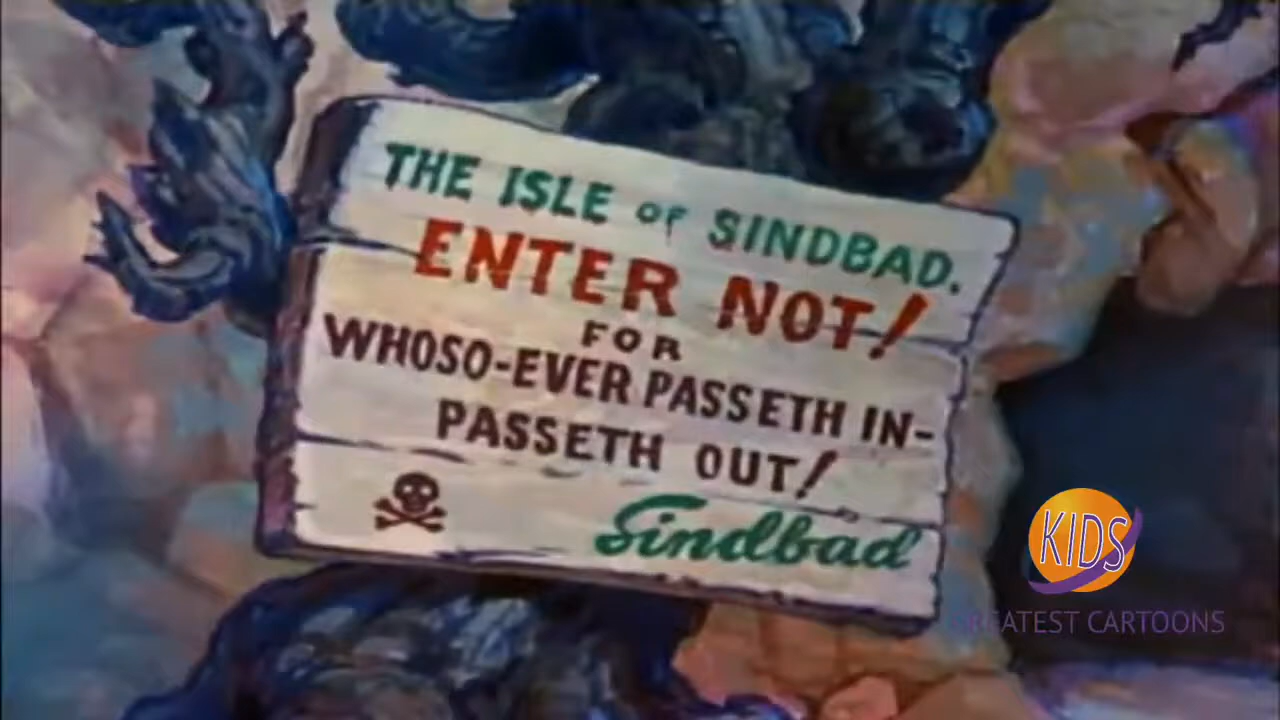 THE ISLE OF SINDBAD.
ENTER NOT!
FOR
WHOSO-EVER PASSETH IN-
PASSETH OUT!
Sindbad
KIDS
GREATEST CARTOONS